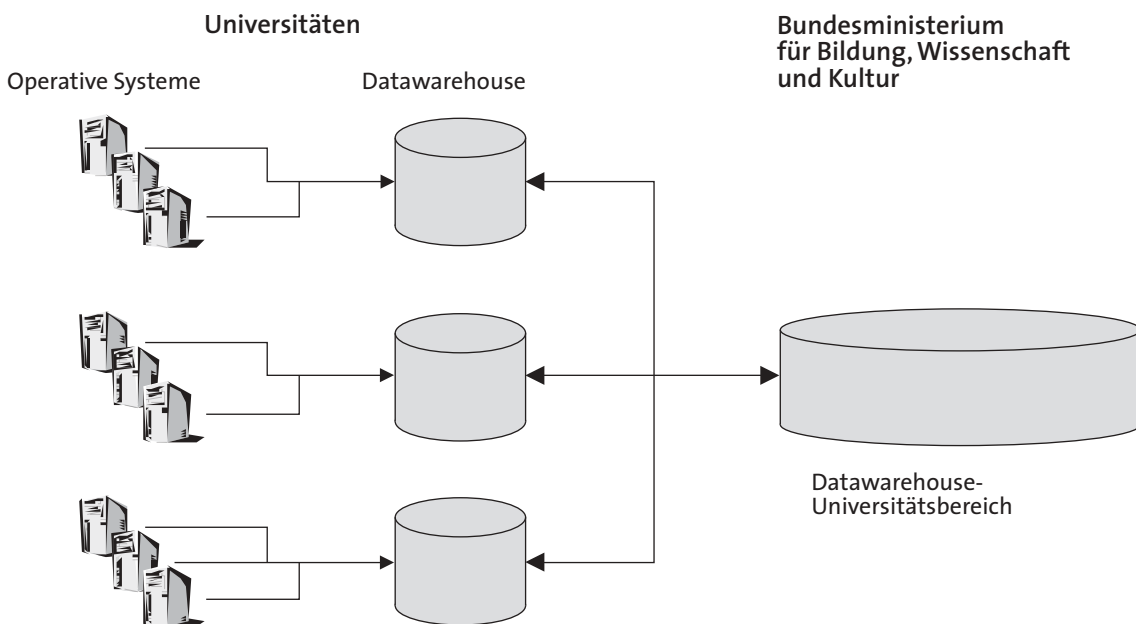 Universitäten
Bundesministerium
für Bildung, Wissenschaft
und Kultur
Operative Systeme
Datawarehouse
Datawarehouse-
Universitätsbereich